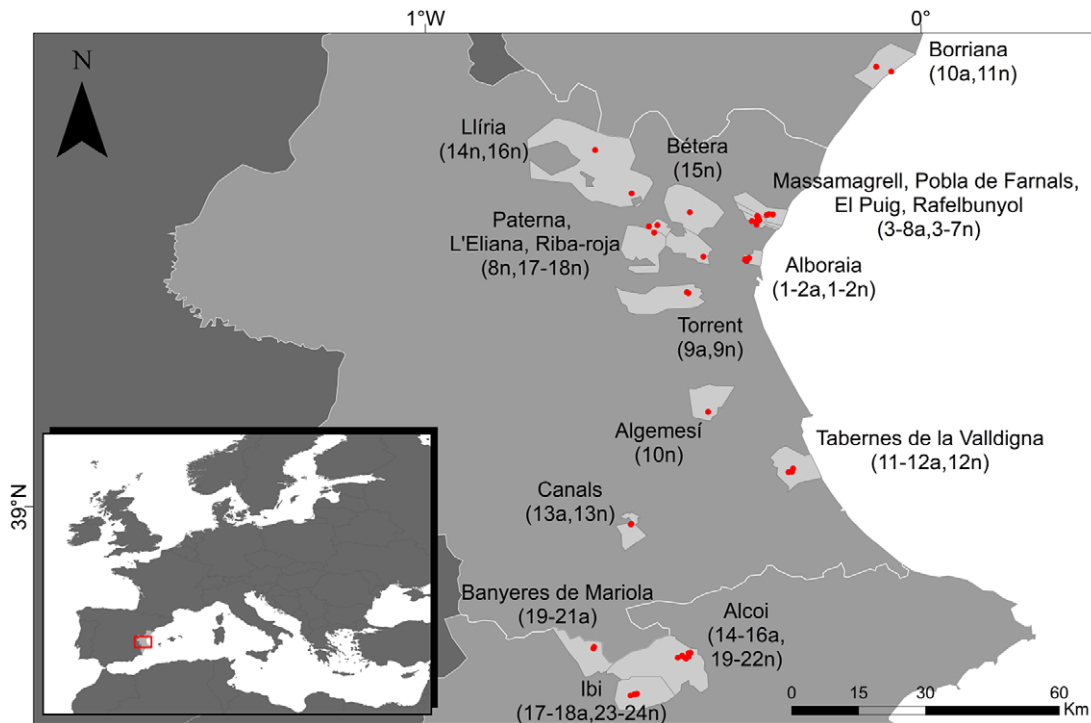 1°W
0°
N
Borriana
(10a,11n)
Llíria
(14n,16n)
Bétera
(15n)
Massamagrell, Pobla de Farnals,
El Puig, Rafelbunyol
(3-8a,3-7n)
Paterna,
L'Eliana, Riba-roja
(8n,17-18n)
Alboraia
(1-2a,1-2n)
Torrent
(9a,9n)
Algemesí
(10n)
Tabernes de la Valldigna
(11-12a,12n)
Canals
(13a,13n)
39°N
Banyeres de Mariola
(19-21a)
Alcoi
(14-16a,
19-22n)
Ibi
(17-18a,23-24n)
0 15 30 60
Km